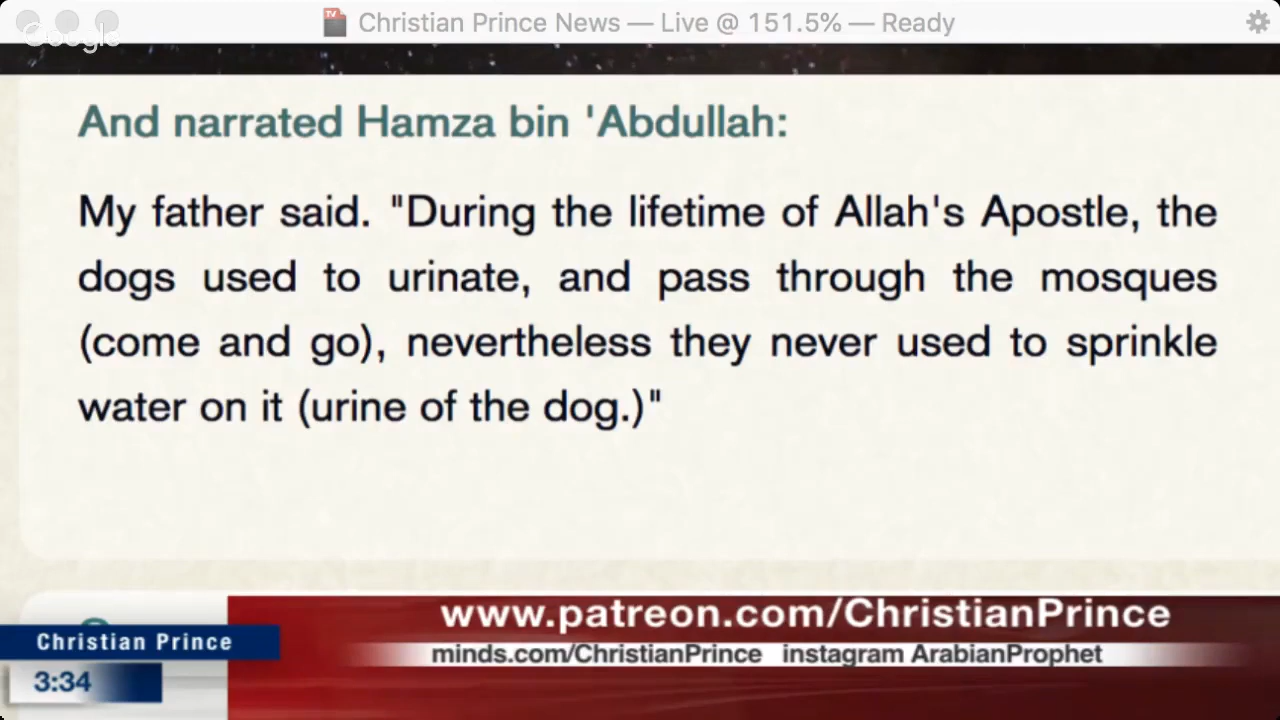 Christian Prince News — Live @ 151.5% — Ready
Google
And narrated Hamza bin 'Abdullah:
My father said. "During the lifetime of Allah's Apostle, the
dogs used to urinate, and pass through the mosques
(come and go), nevertheless they never used to sprinkle
water on it (urine of the dog.)"
www.patreon.com/ChristianPrince
Christian Prince
minds.com/ChristianPrince instagram ArabianProphet
3:34